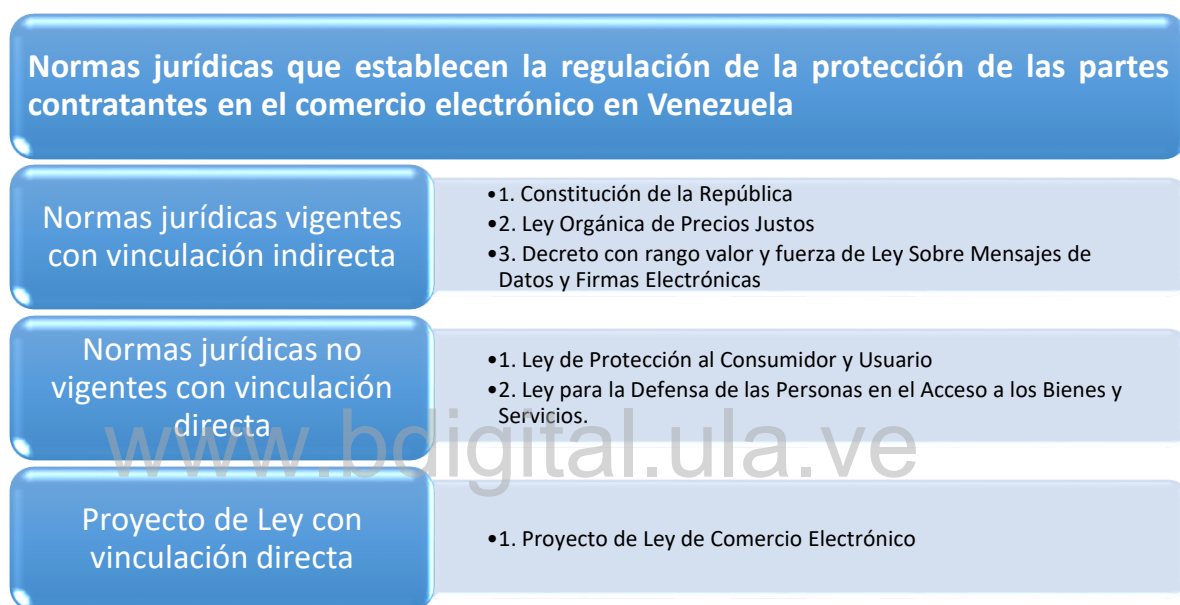 Normas jurídicas que establecen la regulación de la protección de las partes
contratantes en el comercio electrónico en Venezuela
Normas jurídicas vigentes
con vinculación indirecta
•1. Constitución de la República
•2. Ley Orgánica de Precios Justos
•3. Decreto con rango valor y fuerza de Ley Sobre Mensajes de
Datos y Firmas Electrónicas
Normas jurídicas no
vigentes con vinculación
directa
•1. Ley de Protección al Consumidor y Usuario
•2. Ley para la Defensa de las Personas en el Acceso a los Bienes y
Servicios.
www.bdigital.ula.ve
Proyecto de Ley con
vinculación directa
•1. Proyecto de Ley de Comercio Electrónico